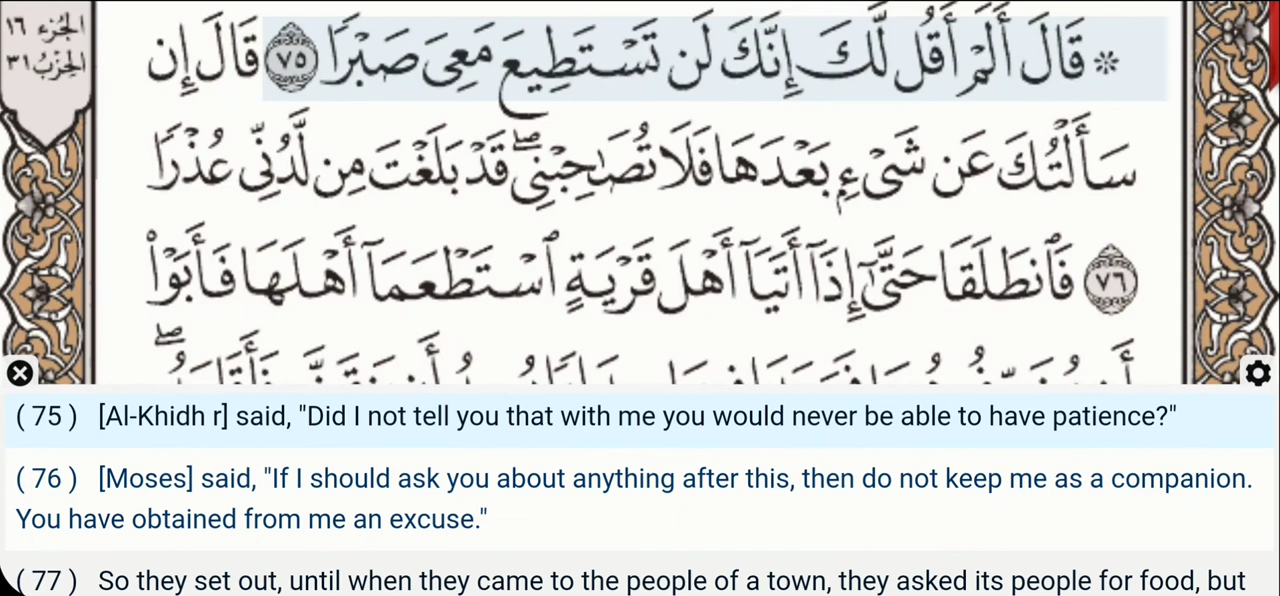 الجزء ١٦
الحزب ٣١
* قَالَ أَلَمْ أَقُل لَّكَ إِنَّكَ لَن تَسْتَطِيعَ مَعِىَ صَبْرًا ٧٥ قَالَ إِن
سَأَلْتُكَ عَن شَىْءٍۭ بَعْدَهَا فَلَا تُصَٰحِبْنِى ۖ قَدْ بَلَغْتَ مِن لَّدُنِّى عُذْرًا
٧٦ فَٱنطَلَقَا حَتَّىٰٓ إِذَآ أَتَيَآ أَهْلَ قَرْيَةٍ ٱسْتَطْعَمَآ أَهْلَهَا فَأَبَوْا۟
( 75 ) [Al-Khidh r] said, "Did I not tell you that with me you would never be able to have patience?"
( 76 ) [Moses] said, "If I should ask you about anything after this, then do not keep me as a companion.
You have obtained from me an excuse."
( 77 ) So they set out, until when they came to the people of a town, they asked its people for food, but